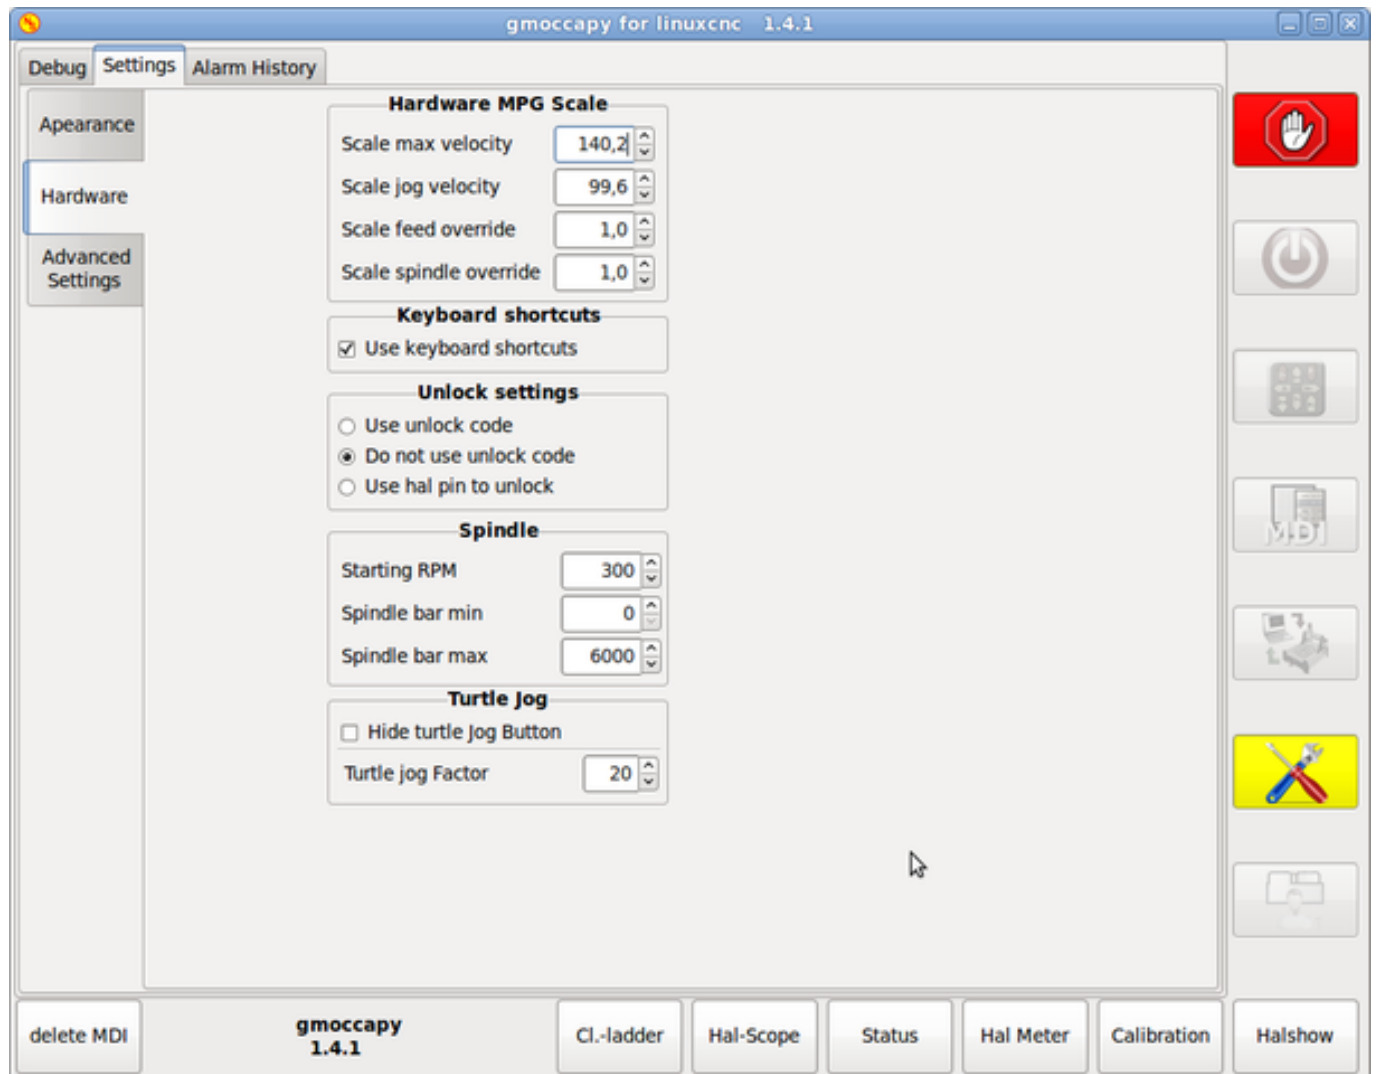 gmoccapy for linuxcnc 1.4.1
Debug Settings Alarm History
Apearance
Hardware
Advanced
Settings
Hardware MPG Scale
Scale max velocity 140,2
Scale jog velocity 99,6
Scale feed override 1,0
Scale spindle override 1,0
Keyboard shortcuts
Use keyboard shortcuts
Unlock settings
Use unlock code
Do not use unlock code
Use hal pin to unlock
Spindle
Starting RPM 300
Spindle bar min 0
Spindle bar max 6000
Turtle Jog
Hide turtle Jog Button
Turtle jog Factor 20
MDI
delete MDI
gmoccapy
1.4.1
Cl.-ladder Hal-Scope Status Hal Meter Calibration Halshow